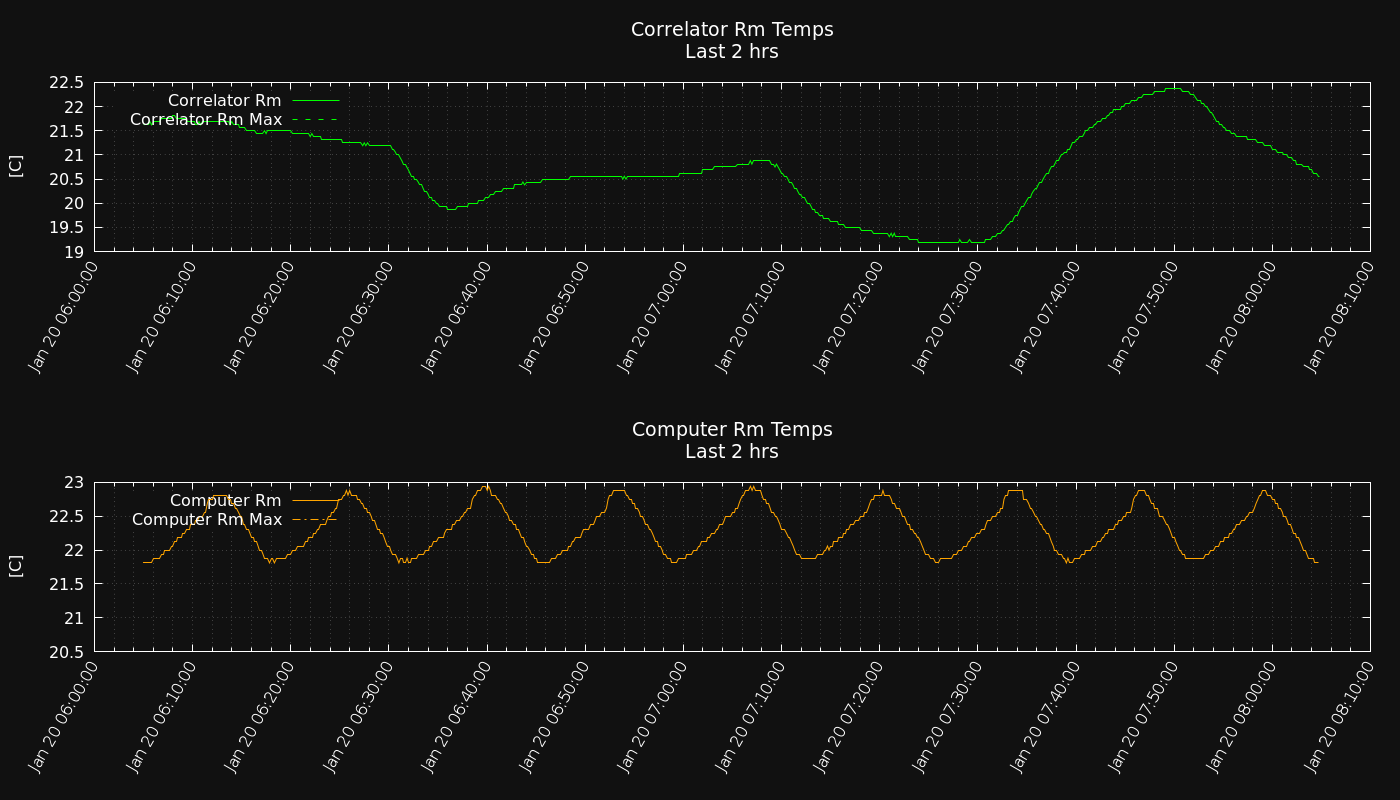 Correlator Rm Temps
Last 2 hrs
22.5
22
21.5
21
20.5
20
19.5
19
[C]
Correlator Rm
Correlator Rm Max
Jan 20 06:00:00
Jan 20 06:10:00
Jan 20 06:20:00
Jan 20 06:30:00
Jan 20 06:40:00
Jan 20 06:50:00
Jan 20 07:00:00
Jan 20 07:10:00
Jan 20 07:20:00
Jan 20 07:30:00
Jan 20 07:40:00
Jan 20 07:50:00
Jan 20 08:00:00
Jan 20 08:10:00
Computer Rm Temps
Last 2 hrs
23
22.5
22
21.5
21
20.5
[C]
Computer Rm
Computer Rm Max
Jan 20 06:00:00
Jan 20 06:10:00
Jan 20 06:20:00
Jan 20 06:30:00
Jan 20 06:40:00
Jan 20 06:50:00
Jan 20 07:00:00
Jan 20 07:10:00
Jan 20 07:20:00
Jan 20 07:30:00
Jan 20 07:40:00
Jan 20 07:50:00
Jan 20 08:00:00
Jan 20 08:10:00